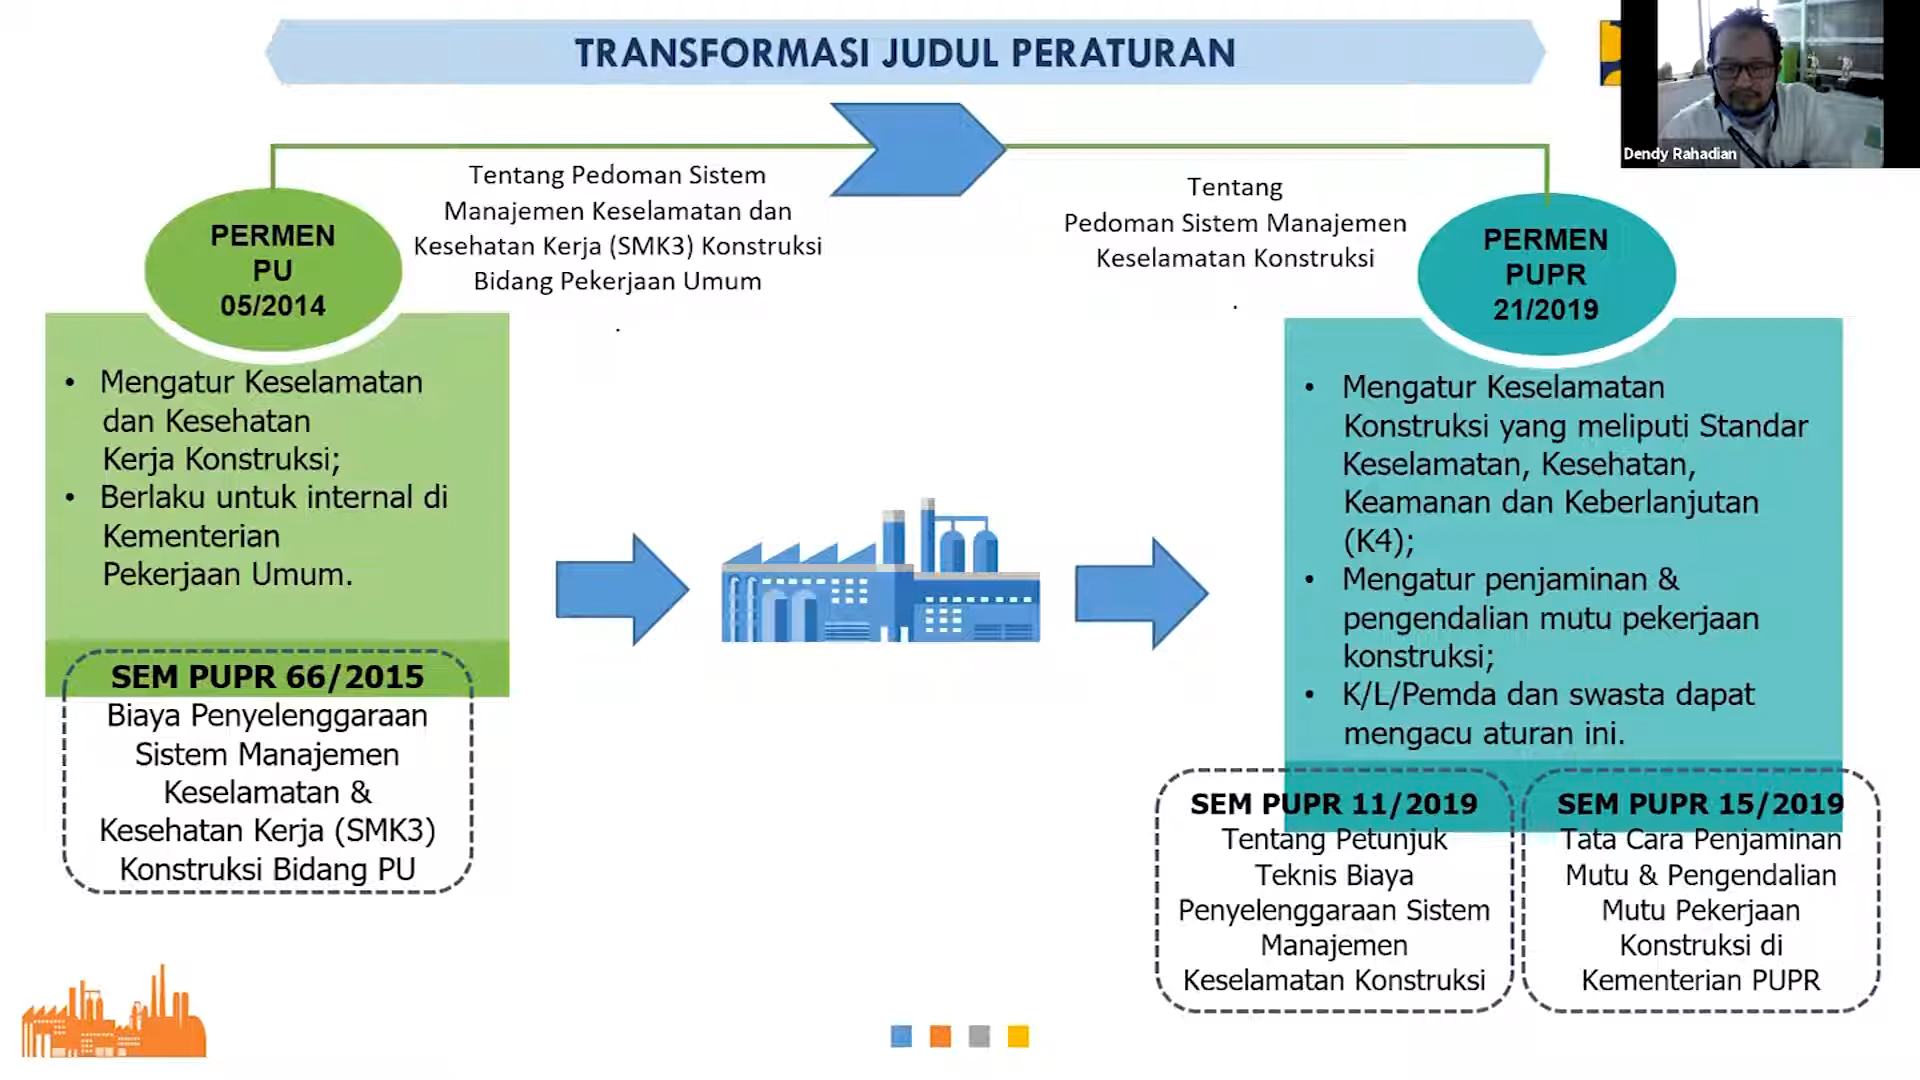 TRANSFORMASI JUDUL PERATURAN
Dendy Rahadian
PERMEN
PU
05/2014
Tentang Pedoman Sistem
Manajemen Keselamatan dan
Kesehatan Kerja (SMK3) Konstruksi
Bidang Pekerjaan Umum
.
Tentang
Pedoman Sistem Manajemen
Keselamatan Konstruksi
.
PERMEN
PUPR
21/2019
• Mengatur Keselamatan
dan Kesehatan
Kerja Konstruksi;
• Berlaku untuk internal di
Kementerian
Pekerjaan Umum.
SEM PUPR 66/2015
Biaya Penyelenggaraan
Sistem Manajemen
Keselamatan &
Kesehatan Kerja (SMK3)
Konstruksi Bidang PU
• Mengatur Keselamatan
Konstruksi yang meliputi Standar
Keselamatan, Kesehatan,
Keamanan dan Keberlanjutan
(K4);
• Mengatur penjaminan &
pengendalian mutu pekerjaan
konstruksi;
• K/L/Pemda dan swasta dapat
mengacu aturan ini.
SEM PUPR 11/2019
Tentang Petunjuk
Teknis Biaya
Penyelenggaraan Sistem
Manajemen
Keselamatan Konstruksi
SEM PUPR 15/2019
Tata Cara Penjaminan
Mutu & Pengendalian
Mutu Pekerjaan
Konstruksi di
Kementerian PUPR